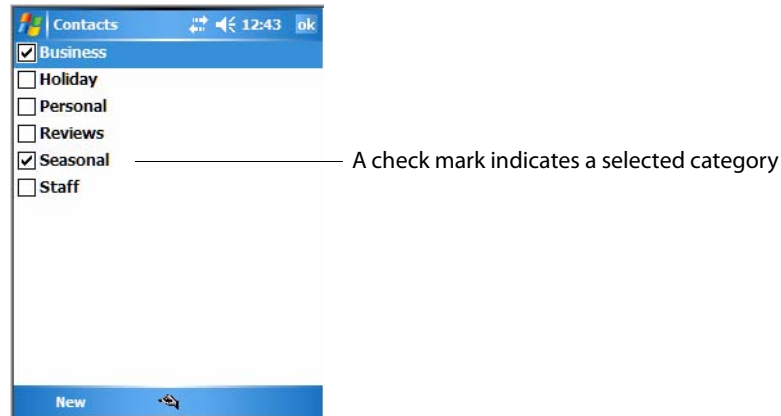 Contacts 12:43 ok
Business
Holiday
Personal
Reviews
Seasonal
A check mark indicates a selected category
Staff
New